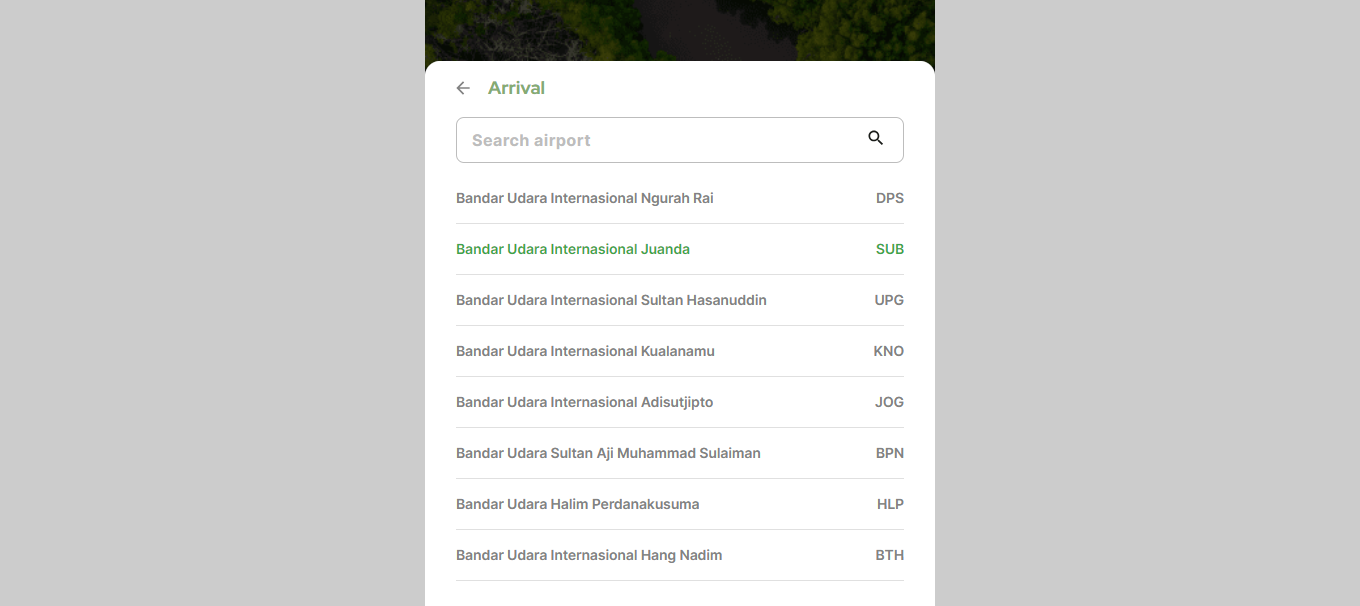 Arrival
Search airport
Bandar Udara Internasional Ngurah Rai DPS
Bandar Udara Internasional Juanda SUB
Bandar Udara Internasional Sultan Hasanuddin UPG
Bandar Udara Internasional Kualanamu KNO
Bandar Udara Internasional Adisutjipto JOG
Bandar Udara Sultan Aji Muhammad Sulaiman BPN
Bandar Udara Halim Perdanakusuma HLP
Bandar Udara Internasional Hang Nadim BTH